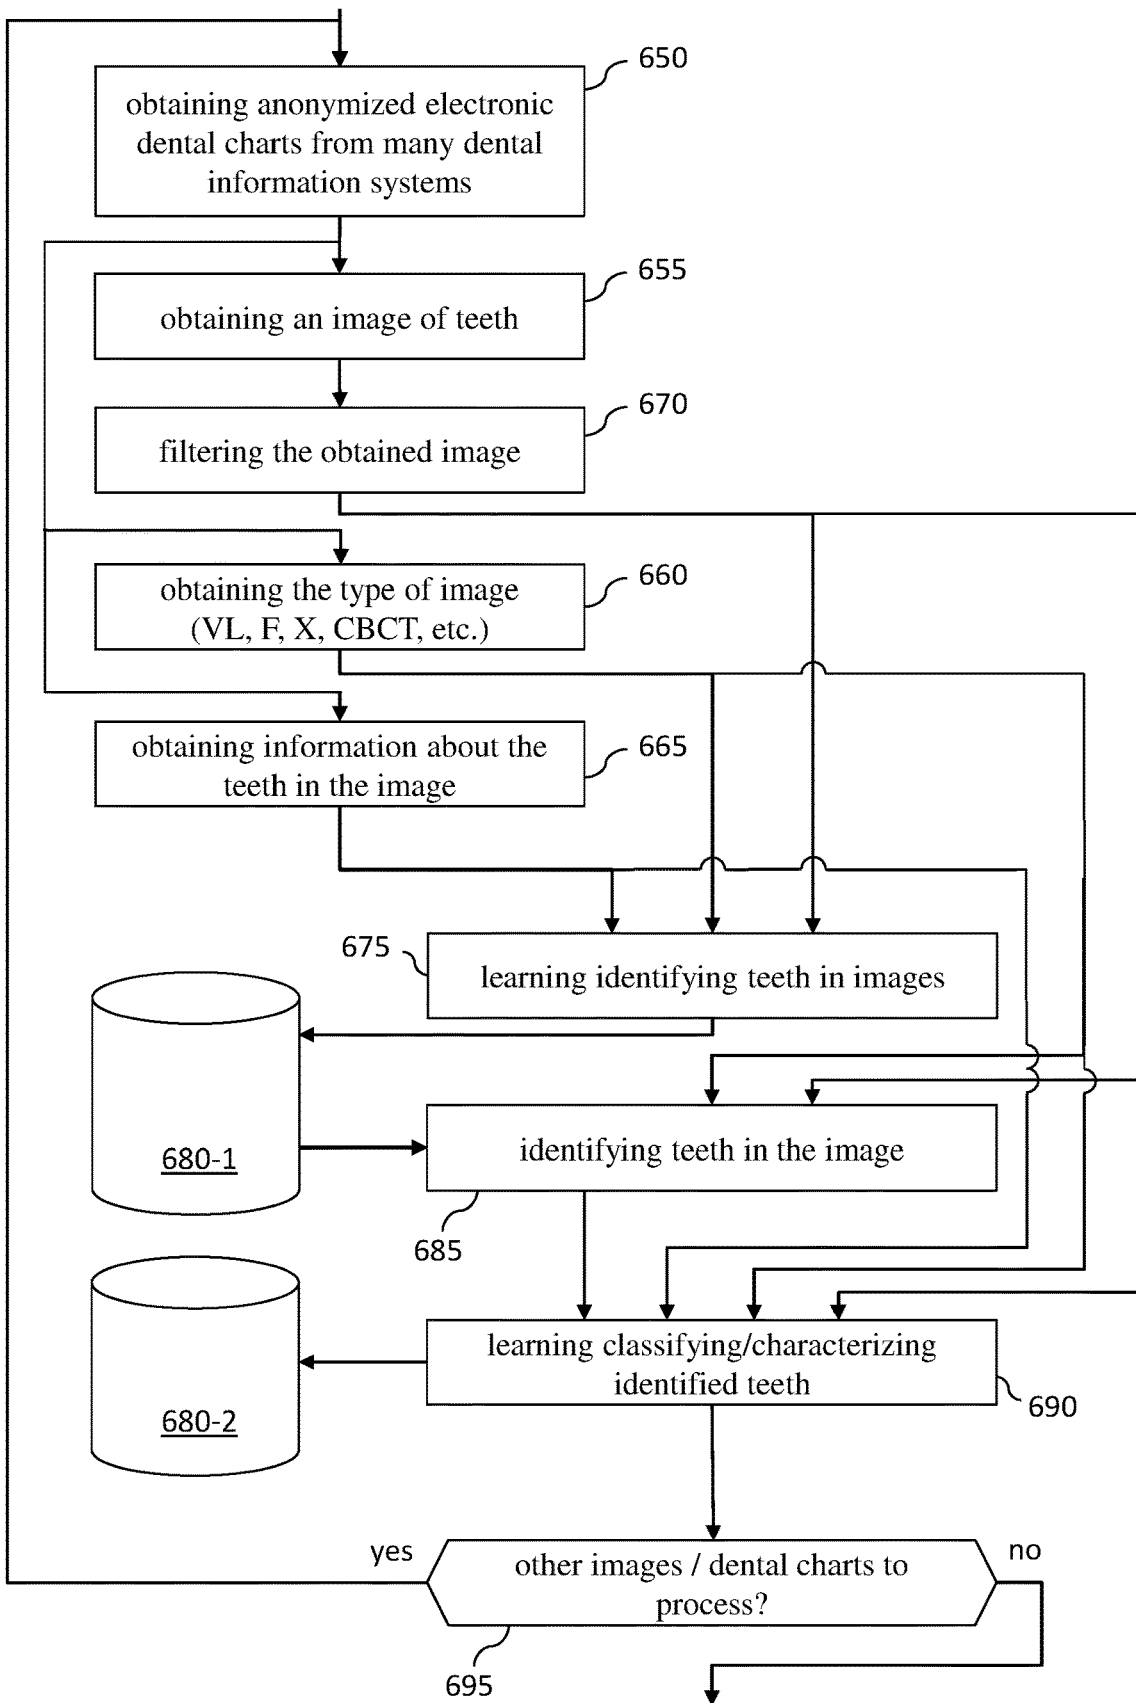 650
obtaining anonymized electronic
dental charts from many dental
information systems
655
obtaining an image of teeth
670
filtering the obtained image
660
obtaining the type of image
(VL, F, X, CBCT, etc.)
665
obtaining information about the
teeth in the image
675
learning identifying teeth in images
680-1
identifying teeth in the image
685
680-2
learning classifying/characterizing
identified teeth
690
yes
no
other images / dental charts to
process?
695